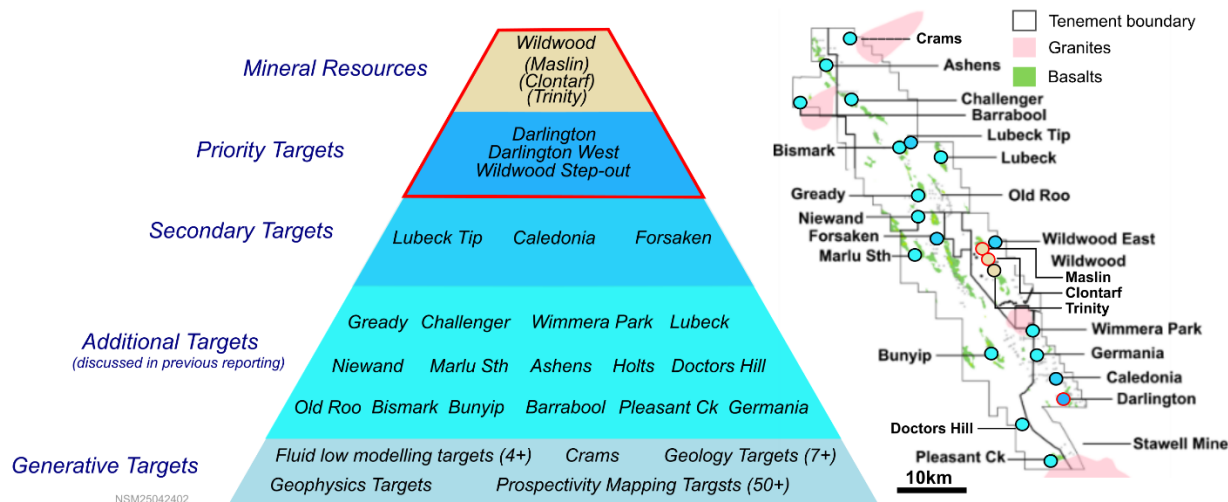 Mineral Resources
Wildwood
(Maslin)
(Clontarf)
(Trinity)
Priority Targets
Darlington
Darlington West
Wildwood Step-out
Secondary Targets
Lubeck Tip Caledonia Forsaken
Additional Targets
(discussed in previous reporting)
Gready Challenger Wimmera Park Lubeck
Niewand Marlu Sth Ashens Holts Doctors Hill
Old Roo Bismark Bunyip Barrabool Pleasant Ck Germania
Generative Targets
Fluid low modelling targets (4+) Crams Geology Targets (7+)
Geophysics Targets Prospectivity Mapping Targsts (50+)
NSM25042402
Tenement boundary
Granites
Basalts
Crams
Ashens
Challenger
Barrabool
Lubeck Tip
Bismark
Lubeck
Gready
Old Roo
Niewand
Forsaken
Wildwood East
Marlu Sth
Wildwood
Maslin
Clontarf
Trinity
Wimmera Park
Bunyip
Germania
Caledonia
Darlington
Doctors Hill
Stawell Mine
Pleasant Ck
10km